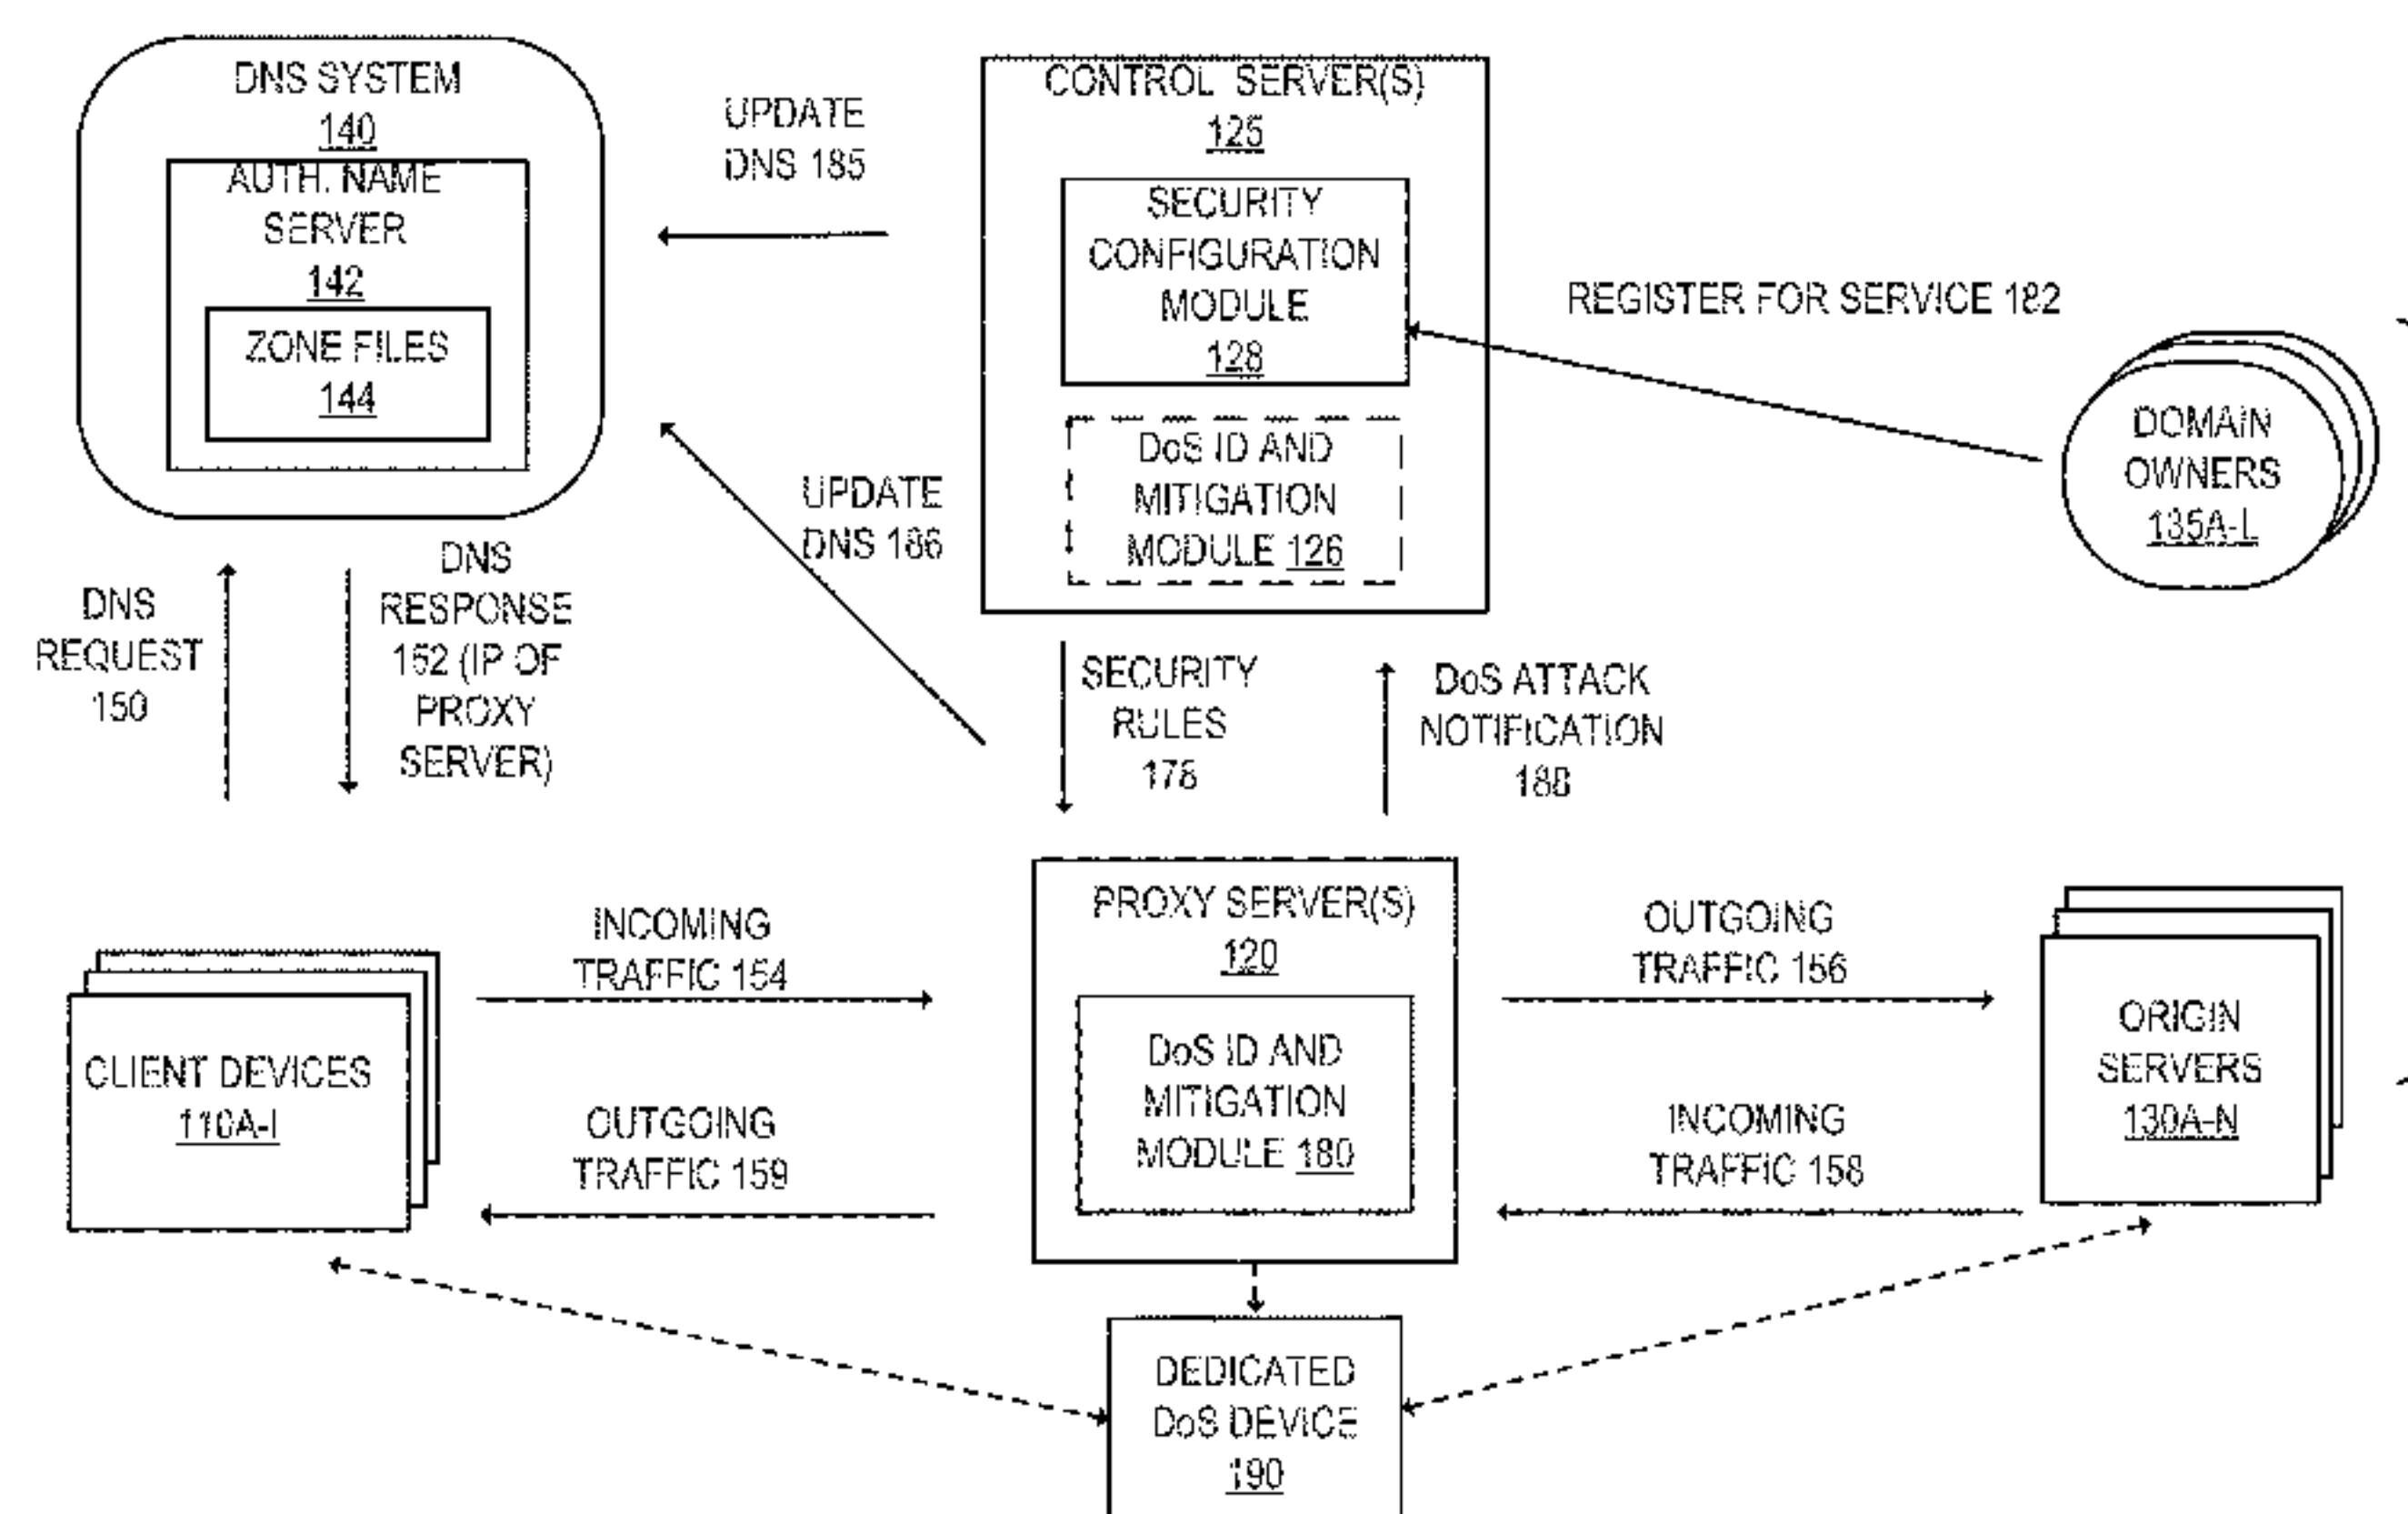 DNS SYSTEM
140
AUTH. NAME
SERVER
142
ZONE FILES
144
UPDATE
DNS 185
CONTROL SERVER(S)
125
SECURITY
CONFIGURATION
MODULE
128
DoS ID AND
MITIGATION
MODULE 126
REGISTER FOR SERVICE 182
DOMAIN
OWNERS
135A-L
UPDATE
DNS 186
DNS
REQUEST
150
DNS
RESPONSE
152 (IP OF
PROXY
SERVER)
SECURITY
RULES
178
DoS ATTACK
NOTIFICATION
188
CLIENT DEVICES
110A-I
INCOMING
TRAFFIC 154
OUTGOING
TRAFFIC 159
PROXY SERVER(S)
120
DoS ID AND
MITIGATION
MODULE 180
OUTGOING
TRAFFIC 156
INCOMING
TRAFFIC 158
ORIGIN
SERVERS
130A-N
DEDICATED
DoS DEVICE
190